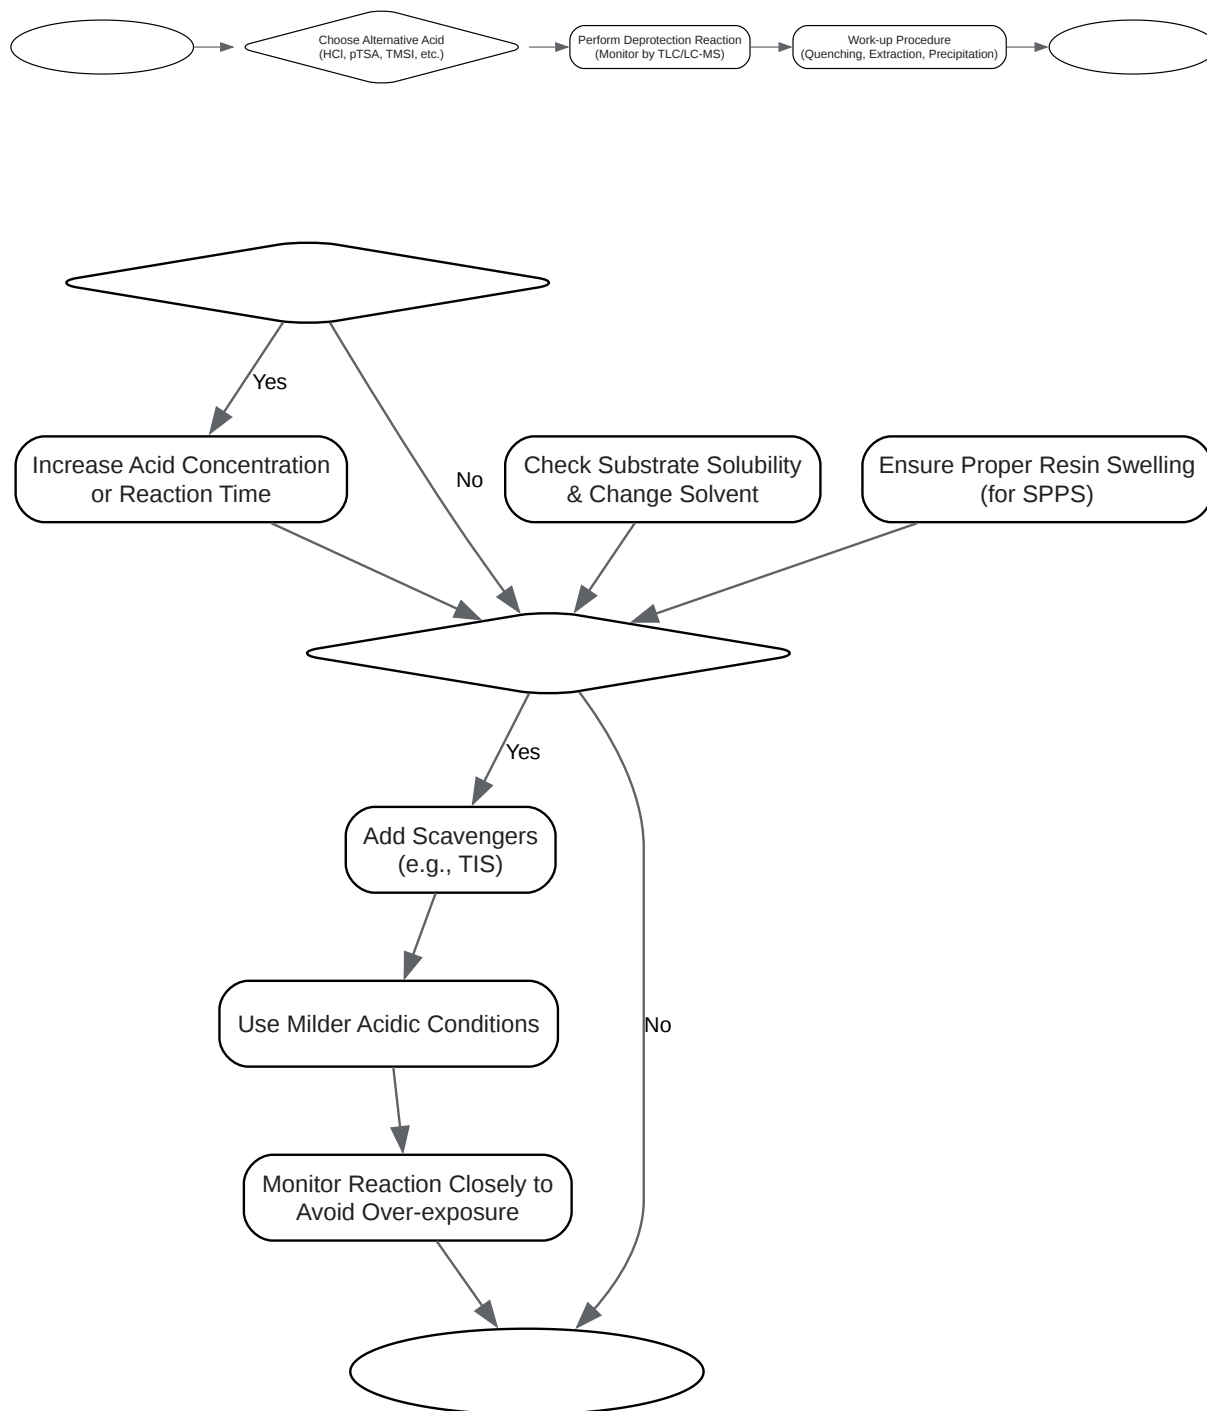 Choose Alternative Acid
(HCl, pTSA, TMSI, etc.)
Perform Deprotection Reaction
(Monitor by TLC/LC-MS)
Work-up Procedure
(Quenching, Extraction, Precipitation)
Yes
No
Increase Acid Concentration
or Reaction Time
Check Substrate Solubility
& Change Solvent
Ensure Proper Resin Swelling
(for SPPS)
Yes
Add Scavengers
(e.g., TIS)
Use Milder Acidic Conditions
No
Monitor Reaction Closely to
Avoid Over-exposure